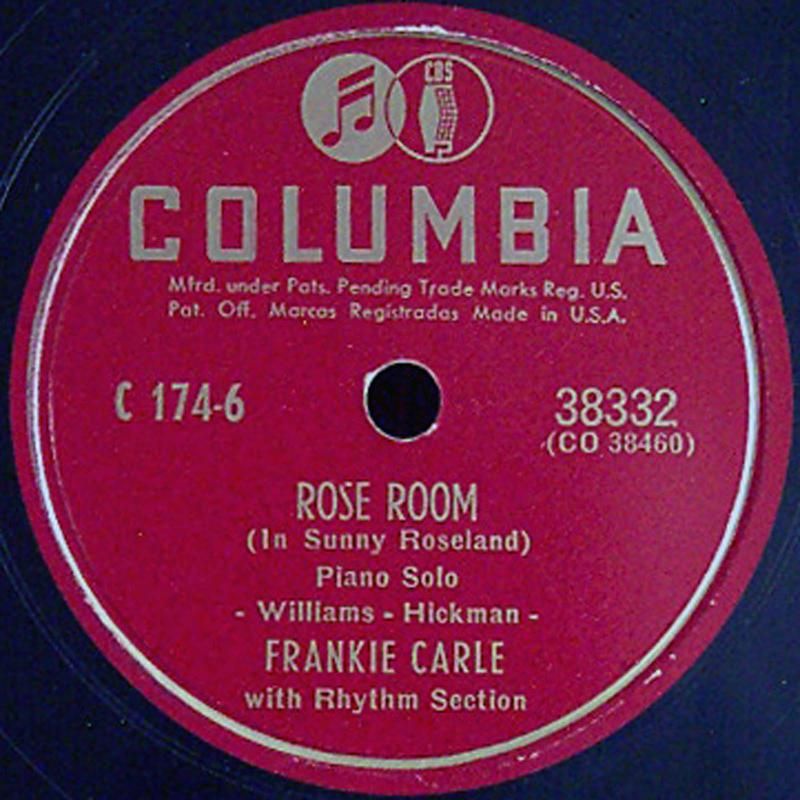 CBS
COLUMBIA
Mfrd. under Pats. Pending Trade Marks Reg. U.S.
Pat. Off. Marcas Registradas Made in U.S.A.
C 174-6
38332
(CO 38460)
ROSE ROOM
(In Sunny Roseland)
Piano Solo
- Williams - Hickman -
FRANKIE CARLE
with Rhythm Section